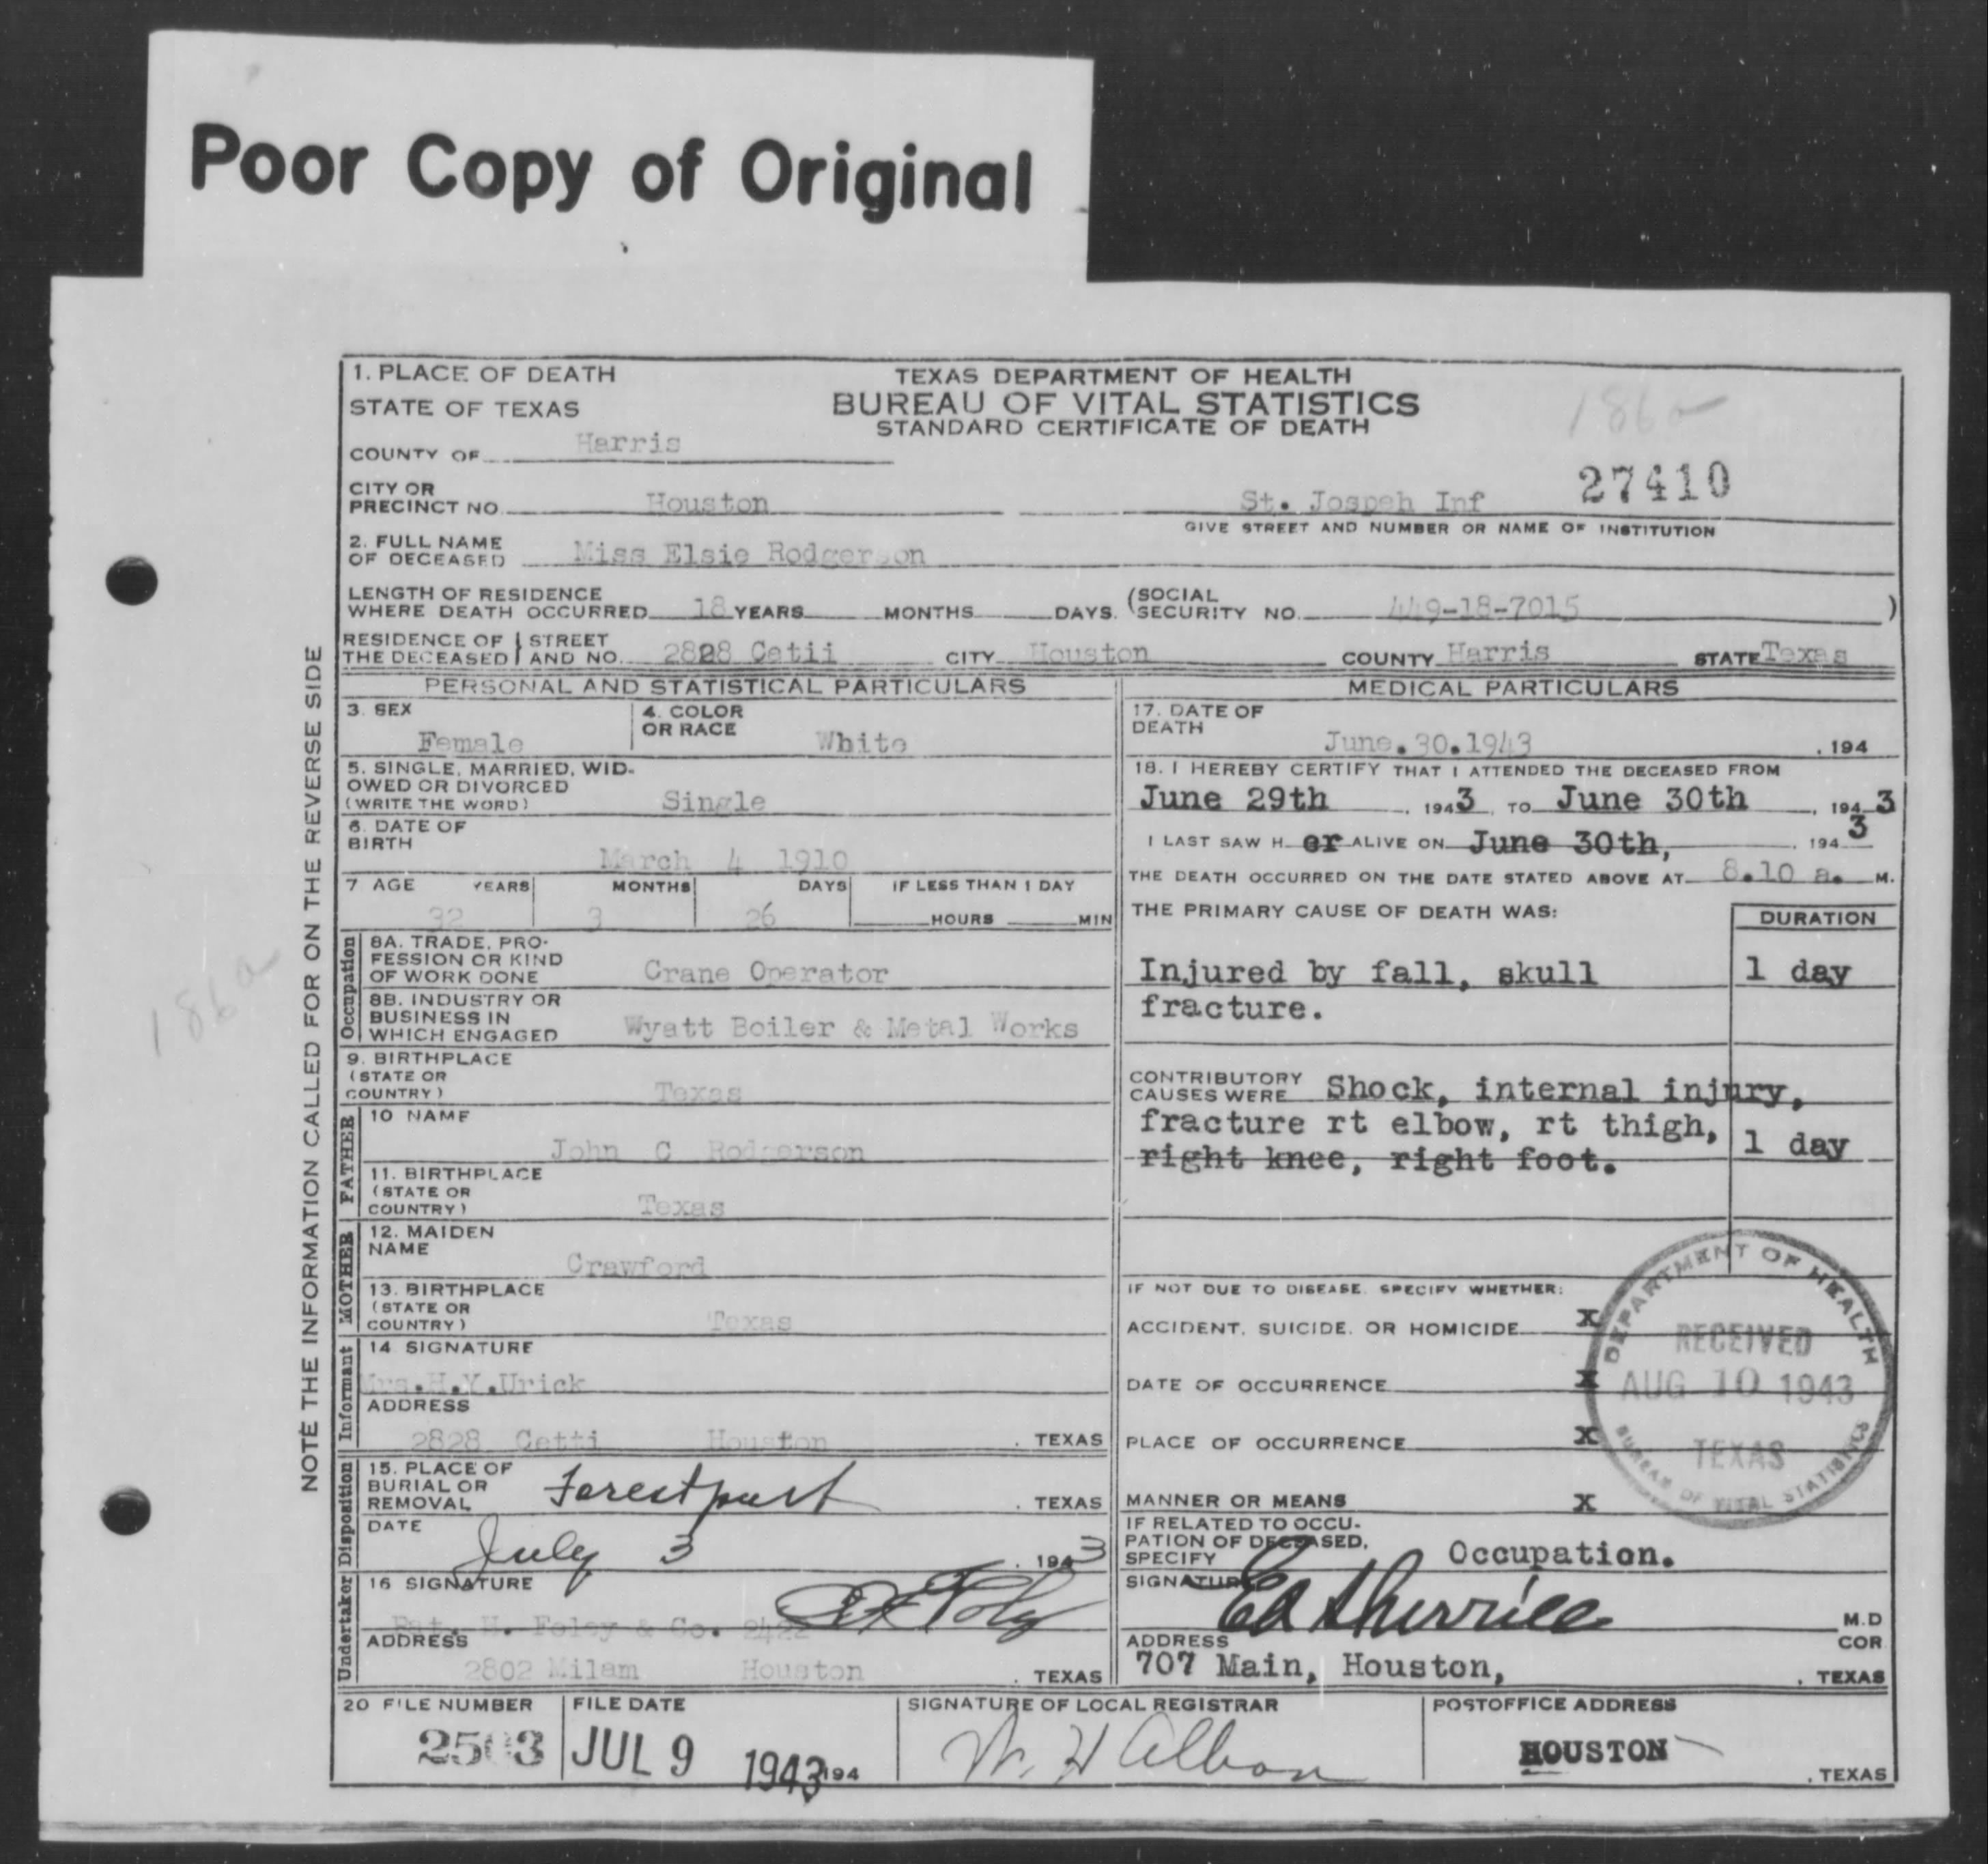 Poor Copy of Original
1. PLACE OF DEATH
STATE OF TEXAS
TEXAS DEPARTMENT OF HEALTH
BUREAU OF VITAL STATISTICS
STANDARD CERTIFICATE OF DEATH
186a
COUNTY OF Harris
27410
CITY OR
PRECINCT NO. Houston St. Jospeh Inf
GIVE STREET AND NUMBER OR NAME OF INSTITUTION
2. FULL NAME
OF DECEASED Miss Elsie Rodgerson
LENGTH OF RESIDENCE
WHERE DEATH OCCURRED 18 YEARS MONTHS DAYS. (SOCIAL SECURITY NO. 449-18-7015 )
RESIDENCE OF THE DECEASED STREET AND NO. 2828 Cetii CITY Houston COUNTY Harris STATE Texas
PERSONAL AND STATISTICAL PARTICULARS
3. SEX Female
4. COLOR OR RACE White
5. SINGLE, MARRIED, WID-
OWED OR DIVORCED
(WRITE THE WORD) Single
6. DATE OF
BIRTH March 4 1910
7 AGE YEARS MONTHS DAYS IF LESS THAN 1 DAY
32 3 26 HOURS MIN
Occupation
8A. TRADE, PRO-
FESSION OR KIND
OF WORK DONE Crane Operator
8B. INDUSTRY OR
BUSINESS IN
WHICH ENGAGED Wyatt Boiler & Metal Works
9. BIRTHPLACE
(STATE OR
COUNTRY) Texas
FATHER
10 NAME
John C Rodgerson
11. BIRTHPLACE
(STATE OR
COUNTRY) Texas
MOTHER
12. MAIDEN
NAME Crawford
13. BIRTHPLACE
(STATE OR
COUNTRY) Texas
Informant
14 SIGNATURE
Mrs.H.Y.Urick
ADDRESS
2828 Cetti Houston , TEXAS
Disposition
15. PLACE OF
BURIAL OR
REMOVAL Forestpark , TEXAS
DATE July 3 , 1943
Undertaker
16 SIGNATURE
Pat. H. Foley & Co.
ADDRESS
2802 Milam Houston , TEXAS
MEDICAL PARTICULARS
17. DATE OF
DEATH June.30.1943 , 194
18. I HEREBY CERTIFY THAT I ATTENDED THE DECEASED FROM
June 29th , 1943, TO June 30th , 1943
I LAST SAW H er ALIVE ON June 30th, , 1943
THE DEATH OCCURRED ON THE DATE STATED ABOVE AT 8.10 a. M.
THE PRIMARY CAUSE OF DEATH WAS: DURATION
Injured by fall, skull 1 day
fracture.
CONTRIBUTORY
CAUSES WERE Shock, internal injury,
fracture rt elbow, rt thigh, 1 day
right knee, right foot.
IF NOT DUE TO DISEASE, SPECIFY WHETHER:
ACCIDENT, SUICIDE, OR HOMICIDE X
DATE OF OCCURRENCE X
PLACE OF OCCURRENCE X
MANNER OR MEANS X
DEPARTMENT OF HEALTH
RECEIVED
AUG 10 1943
TEXAS
BUREAU OF VITAL STATISTICS
IF RELATED TO OCCU-
PATION OF DECEASED,
SPECIFY Occupation.
SIGNATURE Ed Sherrill M.D
COR
ADDRESS
707 Main, Houston, , TEXAS
20 FILE NUMBER FILE DATE SIGNATURE OF LOCAL REGISTRAR POSTOFFICE ADDRESS
JUL 9 1943 194 W. H Albon HOUSTON , TEXAS
NOTE THE INFORMATION CALLED FOR ON THE REVERSE SIDE
186a